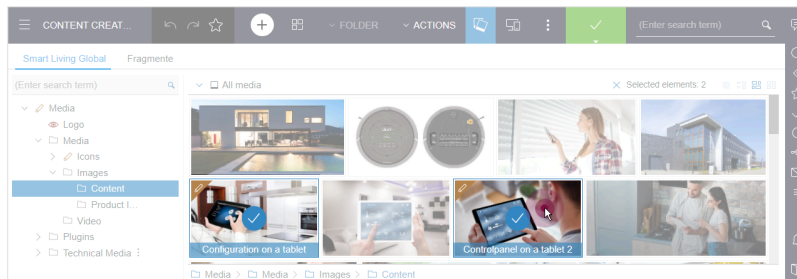 CONTENT CREAT...
FOLDER
ACTIONS
(Enter search term)
Smart Living Global
Fragmente
(Enter search term)
All media
Selected elements: 2
Media
Logo
Media
Icons
Images
Content
Product I...
Video
Plugins
Technical Media
Configuration on a tablet
Controlpanel on a tablet 2
Media > Media > Images > Content